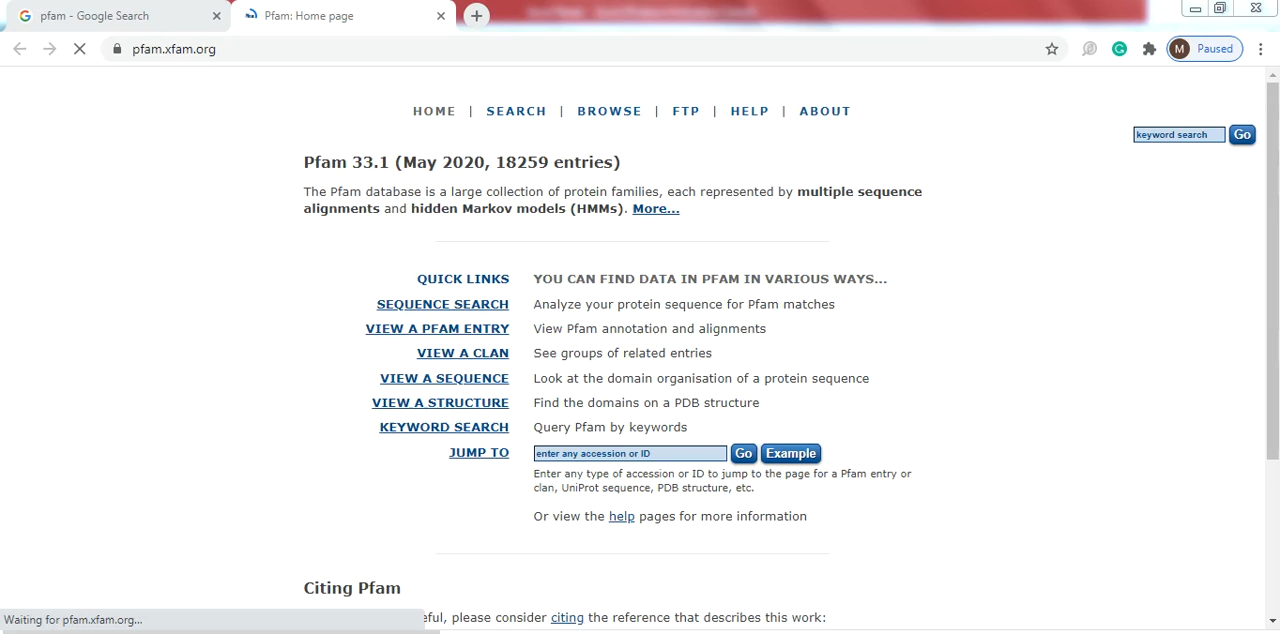 pfam - Google Search
Pfam: Home page
pfam.xfam.org
M Paused
HOME | SEARCH | BROWSE | FTP | HELP | ABOUT
keyword search Go
Pfam 33.1 (May 2020, 18259 entries)
The Pfam database is a large collection of protein families, each represented by multiple sequence
alignments and hidden Markov models (HMMs). More...
QUICK LINKS YOU CAN FIND DATA IN PFAM IN VARIOUS WAYS...
SEQUENCE SEARCH Analyze your protein sequence for Pfam matches
VIEW A PFAM ENTRY View Pfam annotation and alignments
VIEW A CLAN See groups of related entries
VIEW A SEQUENCE Look at the domain organisation of a protein sequence
VIEW A STRUCTURE Find the domains on a PDB structure
KEYWORD SEARCH Query Pfam by keywords
JUMP TO enter any accession or ID Go Example
Enter any type of accession or ID to jump to the page for a Pfam entry or
clan, UniProt sequence, PDB structure, etc.
Or view the help pages for more information
Citing Pfam
eful, please consider citing the reference that describes this work:
Waiting for pfam.xfam.org...